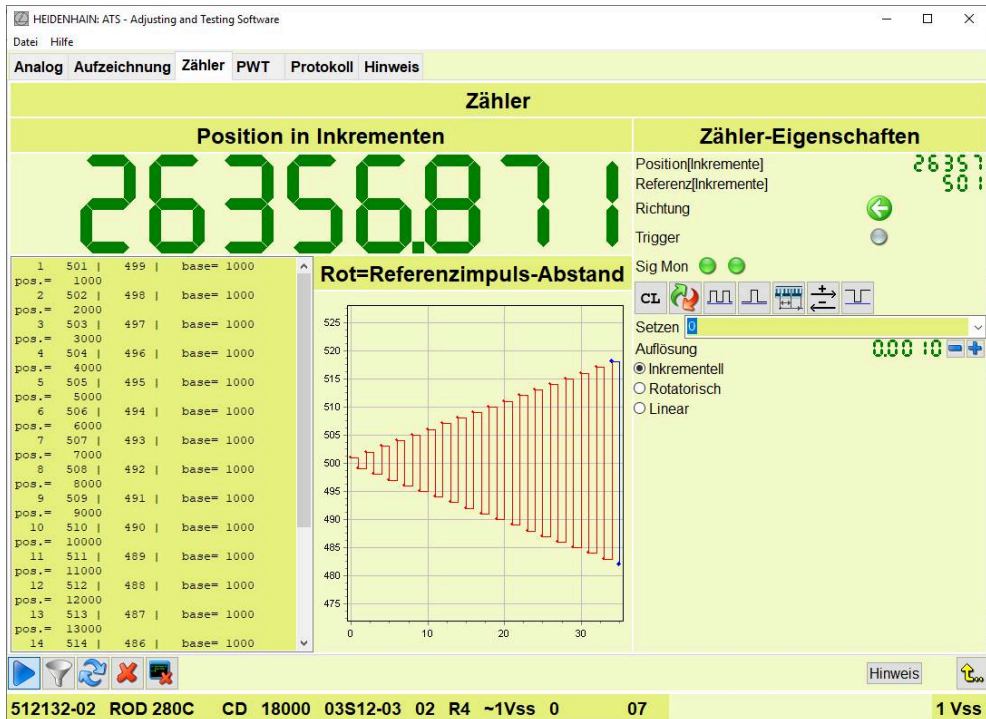 HEIDENHAIN: ATS - Adjusting and Testing Software
Datei Hilfe
Analog Aufzeichnung Zähler PWT Protokoll Hinweis
Zähler
Position in Inkrementen
26356.871
1 501 | 499 | base= 1000
pos.= 1000
2 502 | 498 | base= 1000
pos.= 2000
3 503 | 497 | base= 1000
pos.= 3000
4 504 | 496 | base= 1000
pos.= 4000
5 505 | 495 | base= 1000
pos.= 5000
6 506 | 494 | base= 1000
pos.= 6000
7 507 | 493 | base= 1000
pos.= 7000
8 508 | 492 | base= 1000
pos.= 8000
9 509 | 491 | base= 1000
pos.= 9000
10 510 | 490 | base= 1000
pos.= 10000
11 511 | 489 | base= 1000
pos.= 11000
12 512 | 488 | base= 1000
pos.= 12000
13 513 | 487 | base= 1000
pos.= 13000
14 514 | 486 | base= 1000
Rot=Referenzimpuls-Abstand
525
520
515
510
505
500
495
490
485
480
475
0 10 20 30
Zähler-Eigenschaften
Position[Inkremente] 26357
Referenz[Inkremente] 501
Richtung
Trigger
Sig Mon
CL
Setzen 0
Auflösung 0.00 10
Inkrementell
Rotatorisch
Linear
Hinweis
512132-02 ROD 280C CD 18000 03S12-03 02 R4 ~1Vss 0 07 1 Vss